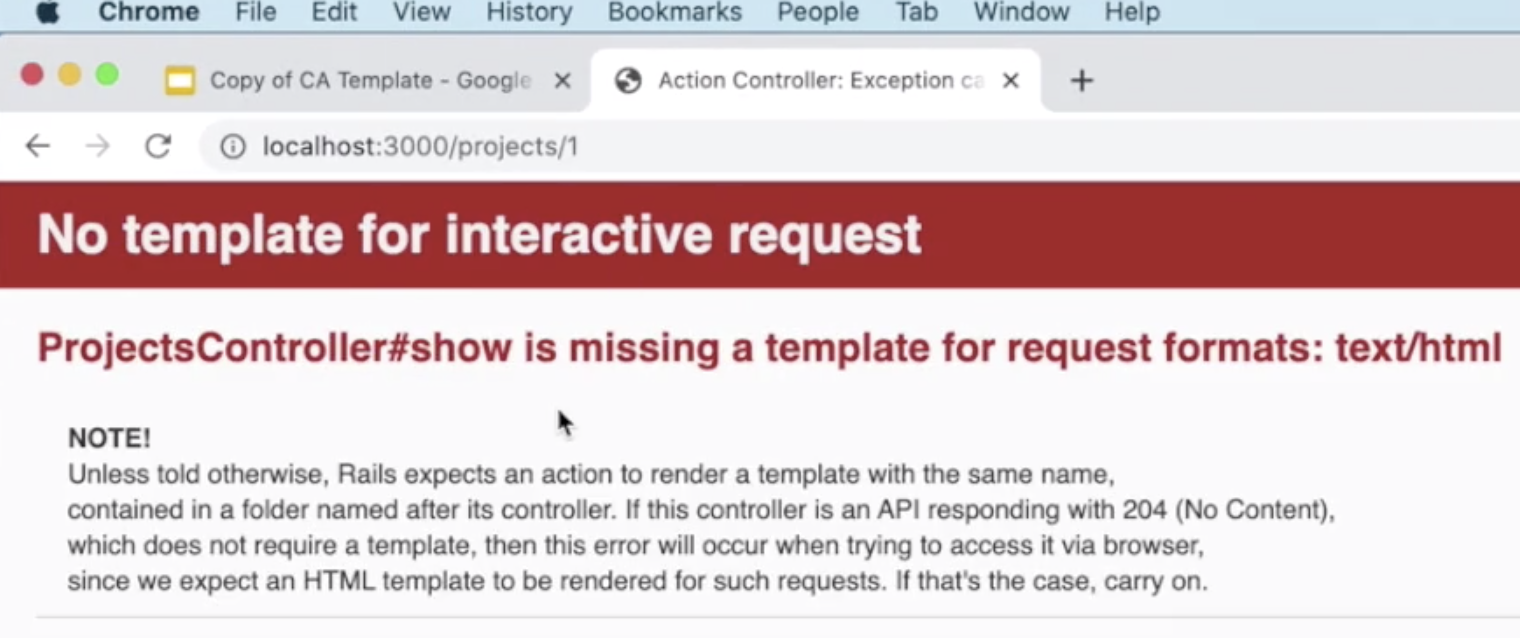 Chrome File Edit View History Bookmarks People Tab Window Help
Copy of CA Template - Google
Action Controller: Exception ca
localhost:3000/projects/1
No template for interactive request
ProjectsController#show is missing a template for request formats: text/html
NOTE!
Unless told otherwise, Rails expects an action to render a template with the same name,
contained in a folder named after its controller. If this controller is an API responding with 204 (No Content),
which does not require a template, then this error will occur when trying to access it via browser,
since we expect an HTML template to be rendered for such requests. If that's the case, carry on.